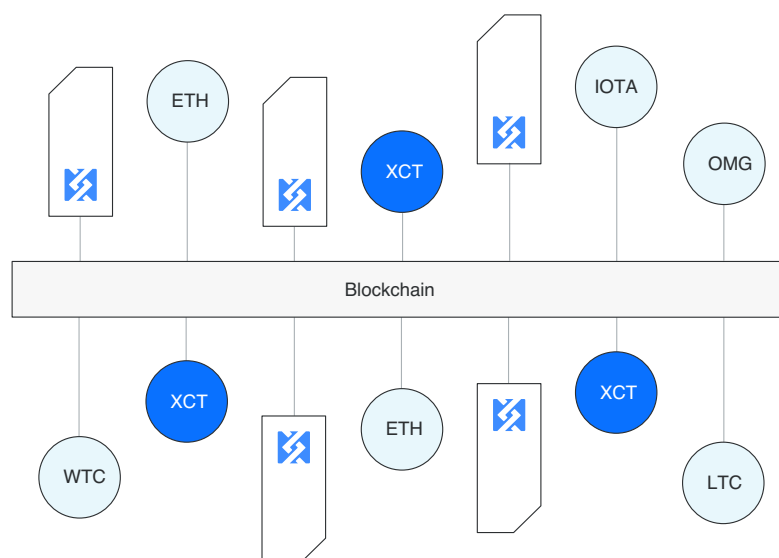 ETH
IOTA
XCT
OMG
Blockchain
XCT
XCT
ETH
WTC
LTC